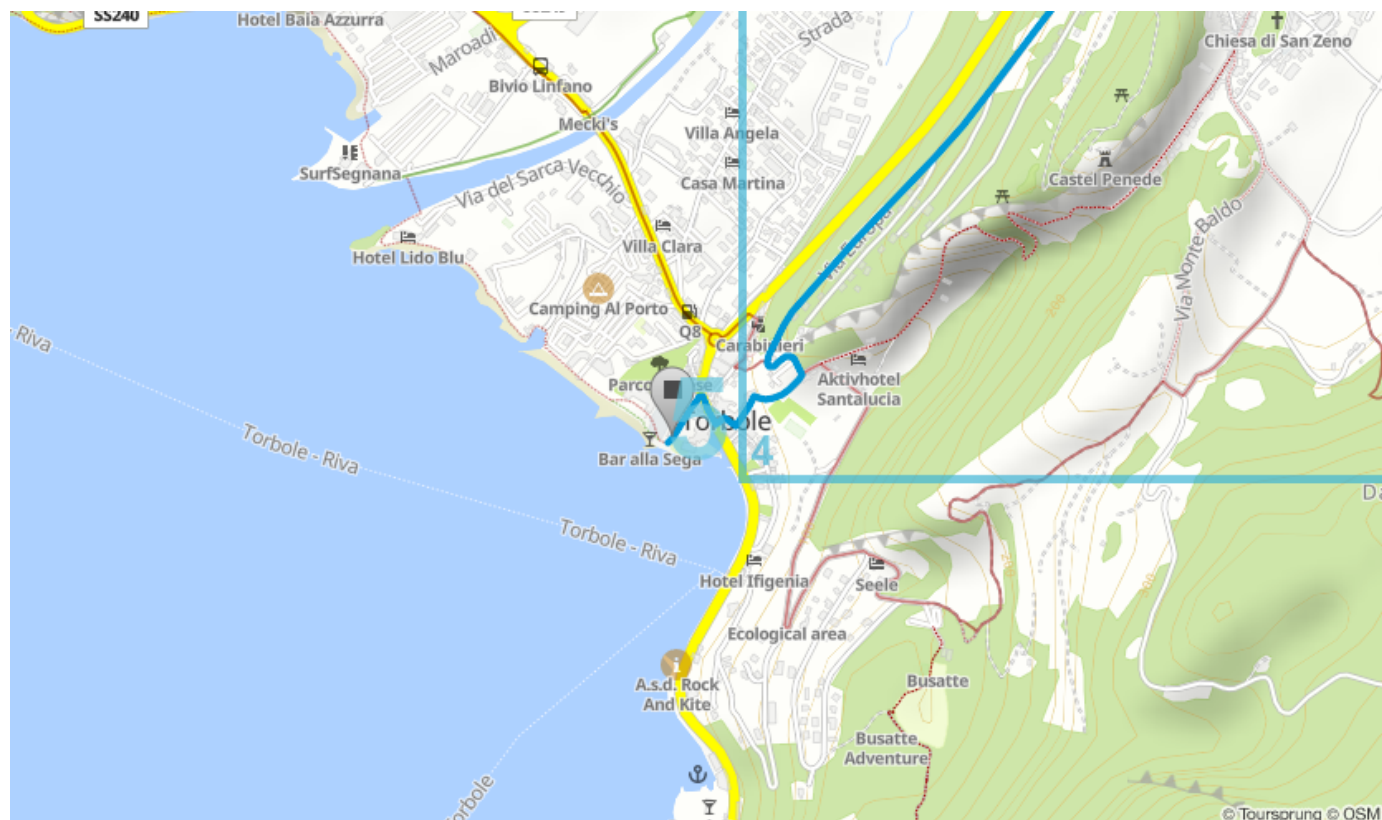 SS240
Hotel Baia Azzurra
Maroadi
Strada
Chiesa di San Zeno
Bivio Linfano
Mecki's
Villa Angela
SurfSegnana
Via del Sarca Vecchio
Casa Martina
Castel Penede
Villa Clara
Via Europa
Via Monte Baldo
Hotel Lido Blu
Camping Al Porto
200
Q8
Carabinieri
- Riva
Aktivhotel
Santalucia
5
Torbole
4
Bar alla Sega
Torbole - Riva
Torbole - Riva
Hotel Ifigenia
Seele
300
Ecological area
A.s.d. Rock
And Kite
Busatte
Busatte
Adventure
Torbole
© Toursprung © OSM